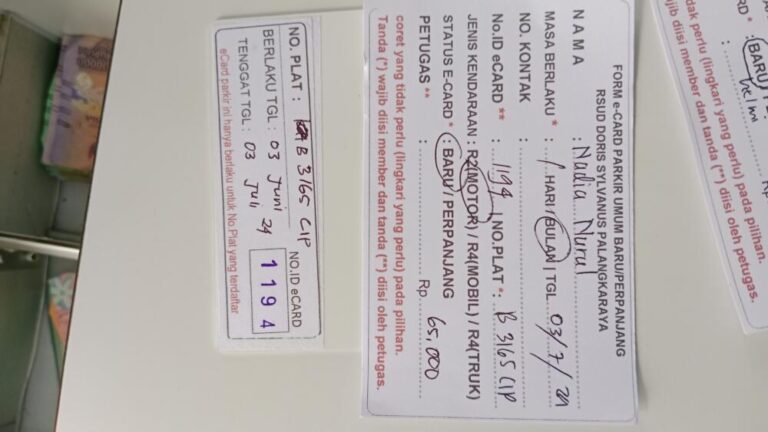 FORM e-CARD PARKIR UMUM BARU/PERPANJANG
RSUD DORIS SYLVANUS PALANGKARAYA
NAMA : Nadia Nurul
MASA BERLAKU * : 1 HARI/BULAN | TGL. 03/7/24
NO. KONTAK :
No.ID eCARD ** : 1194 | NO.PLAT *: B 3165 CIP
JENIS KENDARAAN : R2(MOTOR) / R4(MOBIL) / R4(TRUK)
STATUS E-CARD * : BARU / PERPANJANG
PETUGAS ** : Rp 65,000
coret yang tidak perlu (lingkari yang perlu) pada pilihan.
Tanda (*) wajib diisi member dan tanda (**) diisi oleh petugas.
NO. PLAT : B 3165 CIP
BERLAKU TGL : 03 Juni 24
TENGGAT TGL : 03 Juli
NO.ID eCARD
1194
eCard parkir ini hanya berlaku untuk No.Plat yang terdaftar
BARU
Rp
dak perlu (lingkari yang perlu) pada pilihan.
ajib diisi member dan tanda (**) diisi oleh petugas.